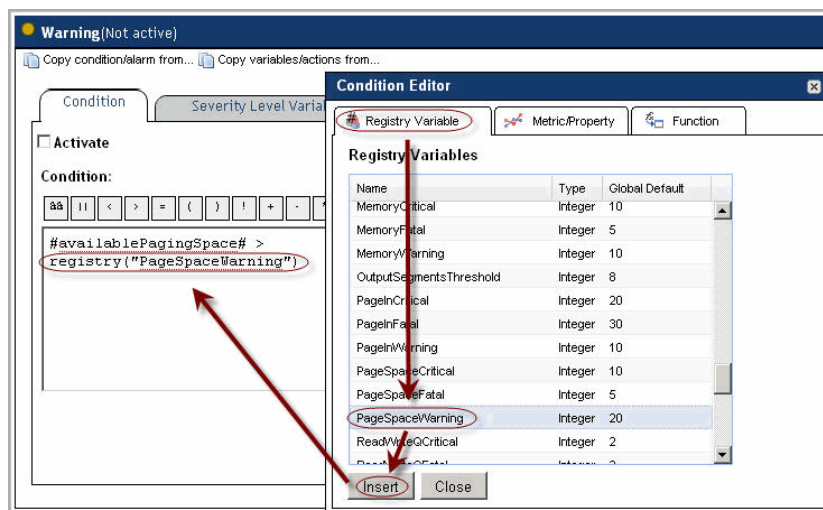 Warning(Not active)
Copy condition/alarm from... Copy variables/actions from...
Condition
Severity Level Varia
Activate
Condition:
&& || < > = ( ) ! + -
#availablePagingSpace# >
registry("PageSpaceWarning")
Condition Editor
Registry Variable
Metric/Property
Function
Registry Variables
Name Type Global Default
MemoryCritical Integer 10
MemoryFatal Integer 5
MemoryWarning Integer 10
OutputSegmentsThreshold Integer 8
PageInCritical Integer 20
PageInFatal Integer 30
PageInWarning Integer 10
PageSpaceCritical Integer 10
PageSpaceFatal Integer 5
PageSpaceWarning Integer 20
ReadWriteQCritical Integer 2
Insert Close